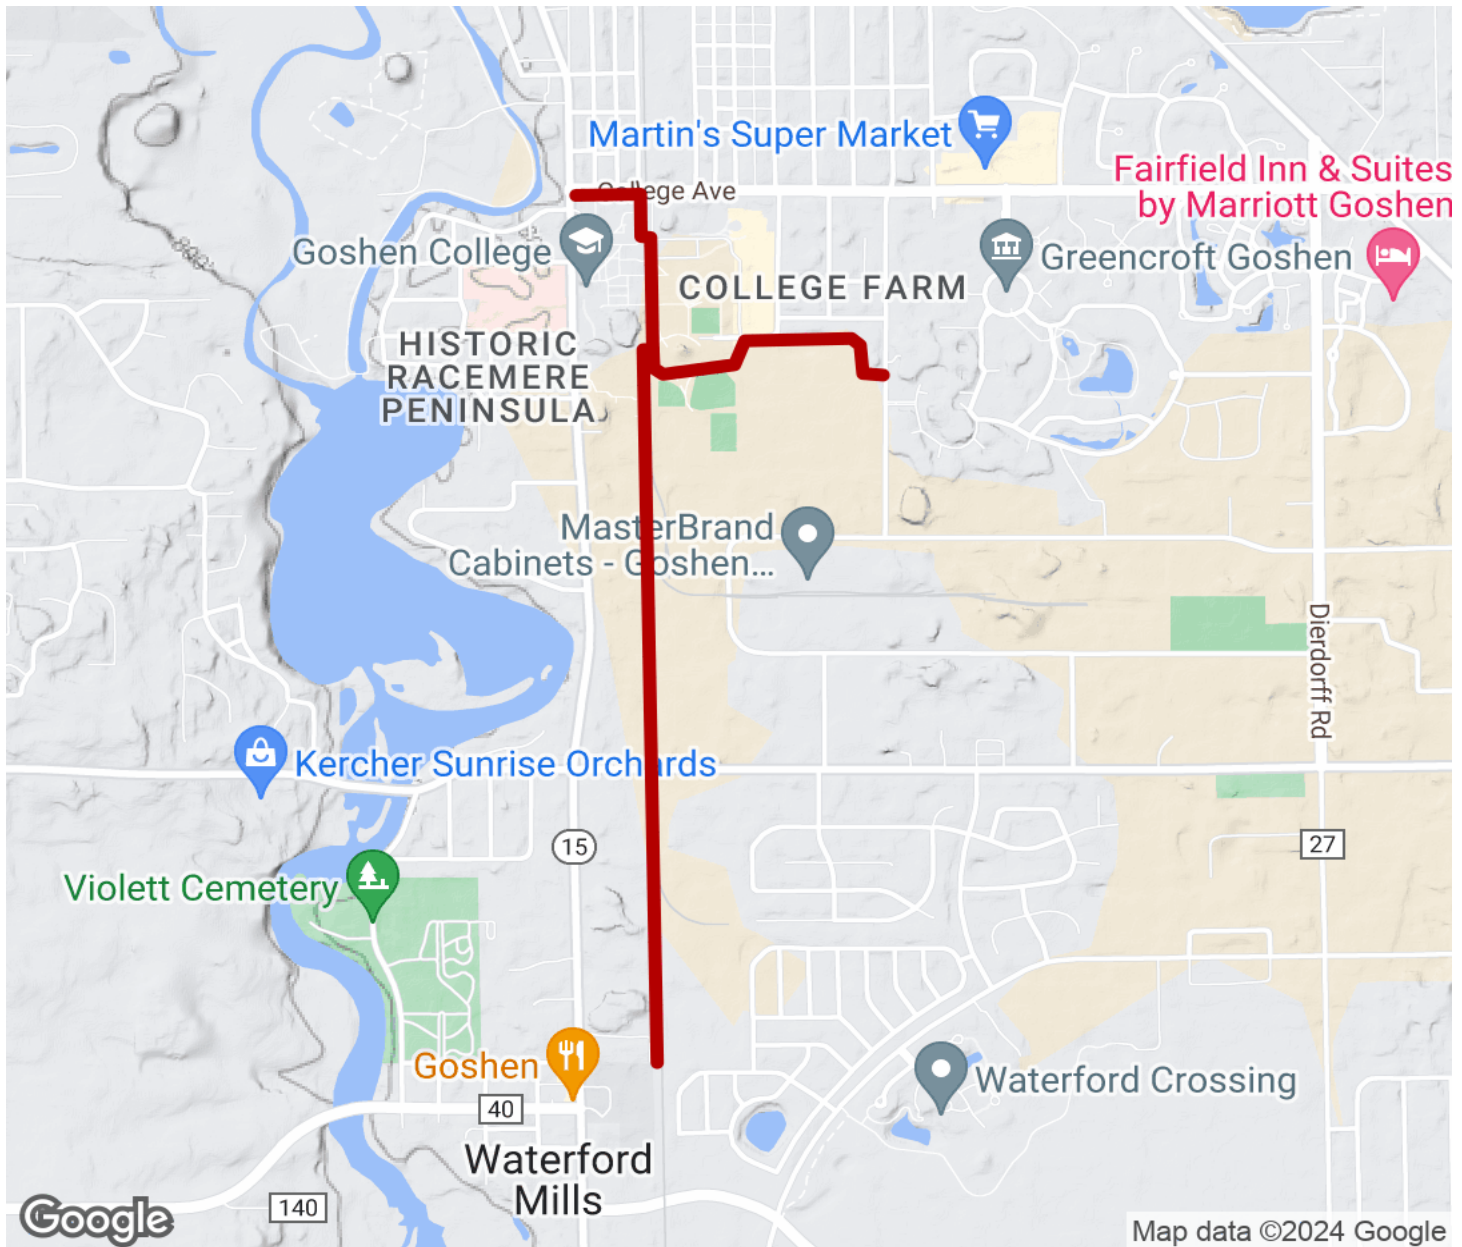 Martin's Super Market
Fairfield Inn & Suites
by Marriott Goshen
College Ave
Goshen College
Greencroft Goshen
COLLEGE FARM
HISTORIC
RACEMERE
PENINSULA
MasterBrand
Cabinets - Goshen...
Dierdorff Rd
Kercher Sunrise Orchards
15
27
Violett Cemetery
Goshen
Waterford Crossing
40
Waterford
Mills
140
Google
Map data ©2024 Google